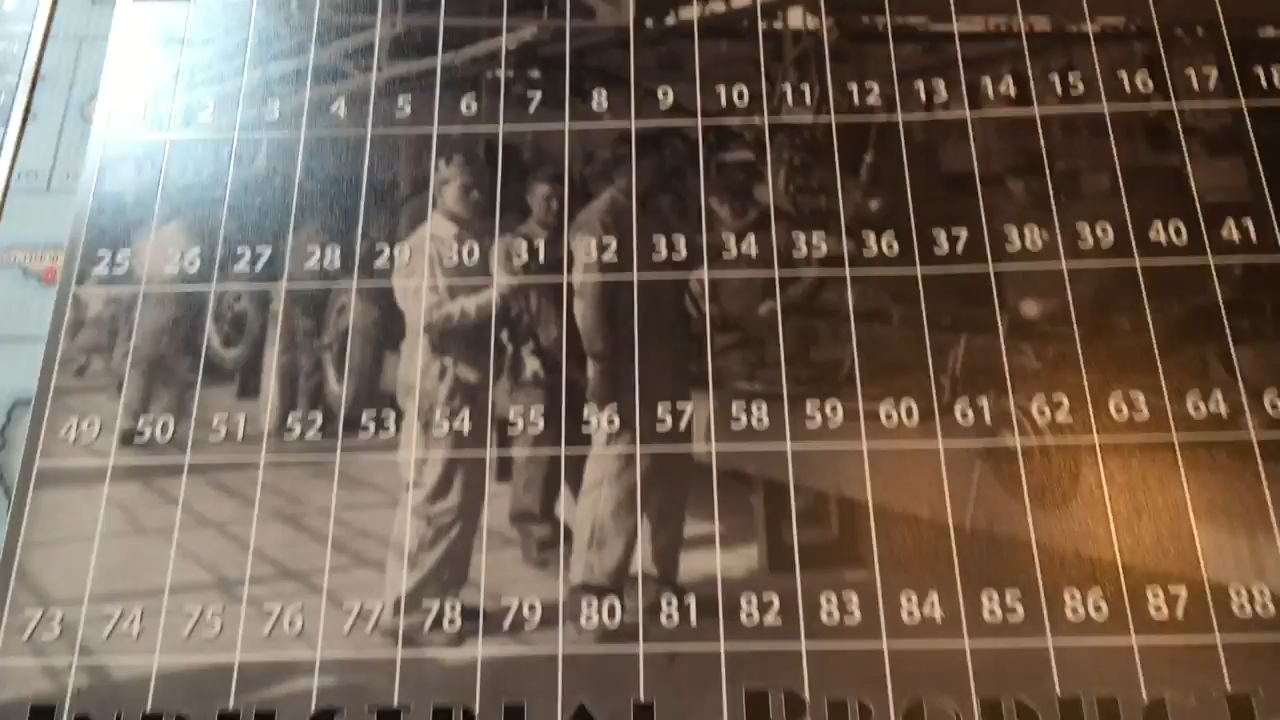 1 2 3 4 5 6 7 8 9 10 11 12 13 14 15 16 17 18
25 26 27 28 29 30 31 32 33 34 35 36 37 38 39 40 41
49 50 51 52 53 54 55 56 57 58 59 60 61 62 63 64
73 74 75 76 77 78 79 80 81 82 83 84 85 86 87 88
INDUSTRIAL